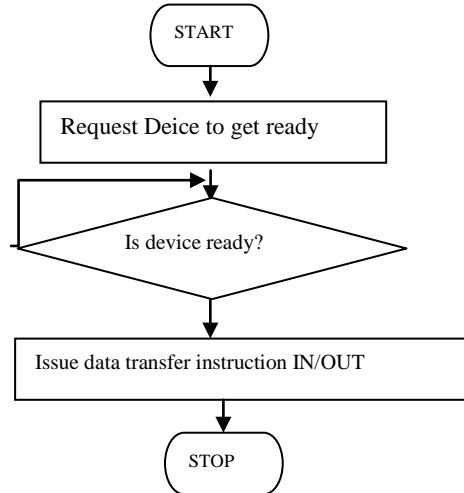 START
Request Deice to get ready
Is device ready?
Issue data transfer instruction IN/OUT
STOP